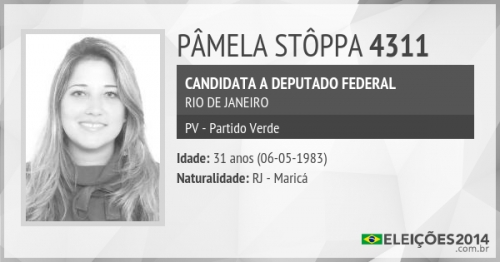 PÂMELA STÔPPA 4311
CANDIDATA A DEPUTADO FEDERAL
RIO DE JANEIRO
PV - Partido Verde
Idade: 31 anos (06-05-1983)
Naturalidade: RJ - Maricá
ELEIÇÕES2014
.com.br